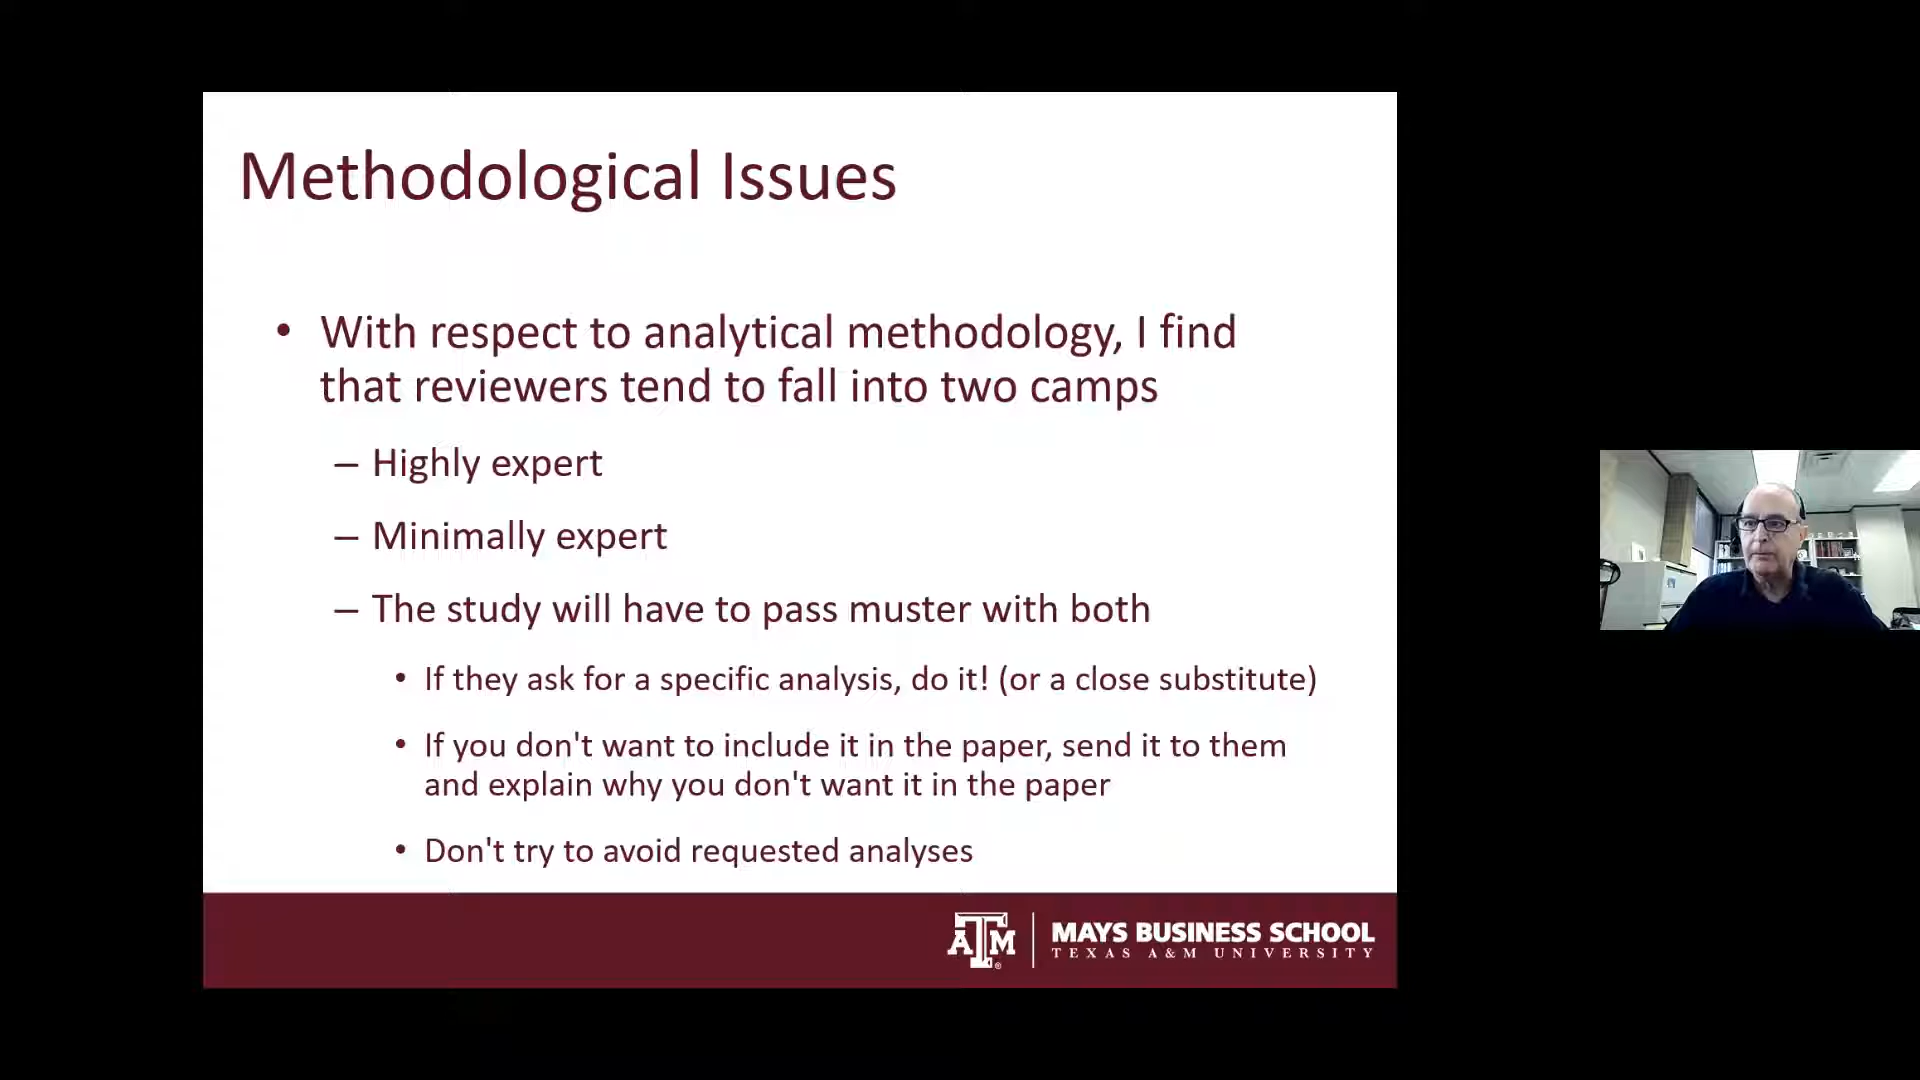 Methodological Issues
• With respect to analytical methodology, I find
that reviewers tend to fall into two camps
– Highly expert
– Minimally expert
– The study will have to pass muster with both
• If they ask for a specific analysis, do it! (or a close substitute)
• If you don't want to include it in the paper, send it to them
and explain why you don't want it in the paper
• Don't try to avoid requested analyses
ATM® MAYS BUSINESS SCHOOL
TEXAS A&M UNIVERSITY